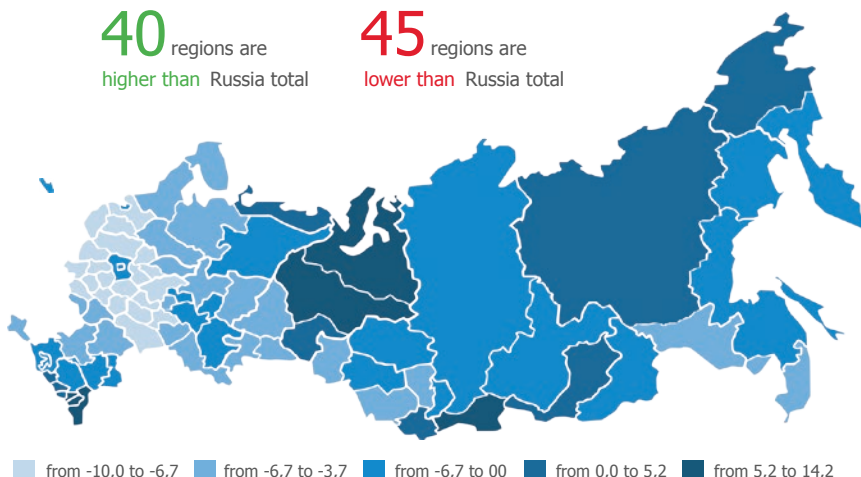 40 regions are
higher than Russia total
45 regions are
lower than Russia total
from -10,0 to -6,7
from -6,7 to -3,7
from -6,7 to 00
from 0,0 to 5,2
from 5,2 to 14,2